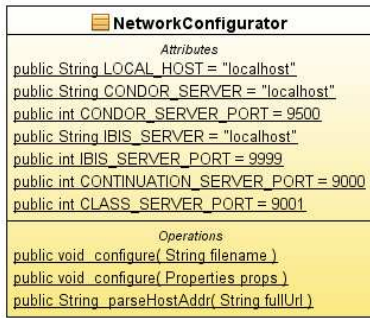 NetworkConfigurator
Attributes
public String LOCAL_HOST = "localhost"
public String CONDOR_SERVER = "localhost"
public int CONDOR_SERVER_PORT = 9500
public String IBIS_SERVER = "localhost"
public int IBIS_SERVER_PORT = 9999
public int CONTINUATION_SERVER_PORT = 9000
public int CLASS_SERVER_PORT = 9001
Operations
public void configure( String filename )
public void configure( Properties props )
public String parseHostAddr( String fullUrl )